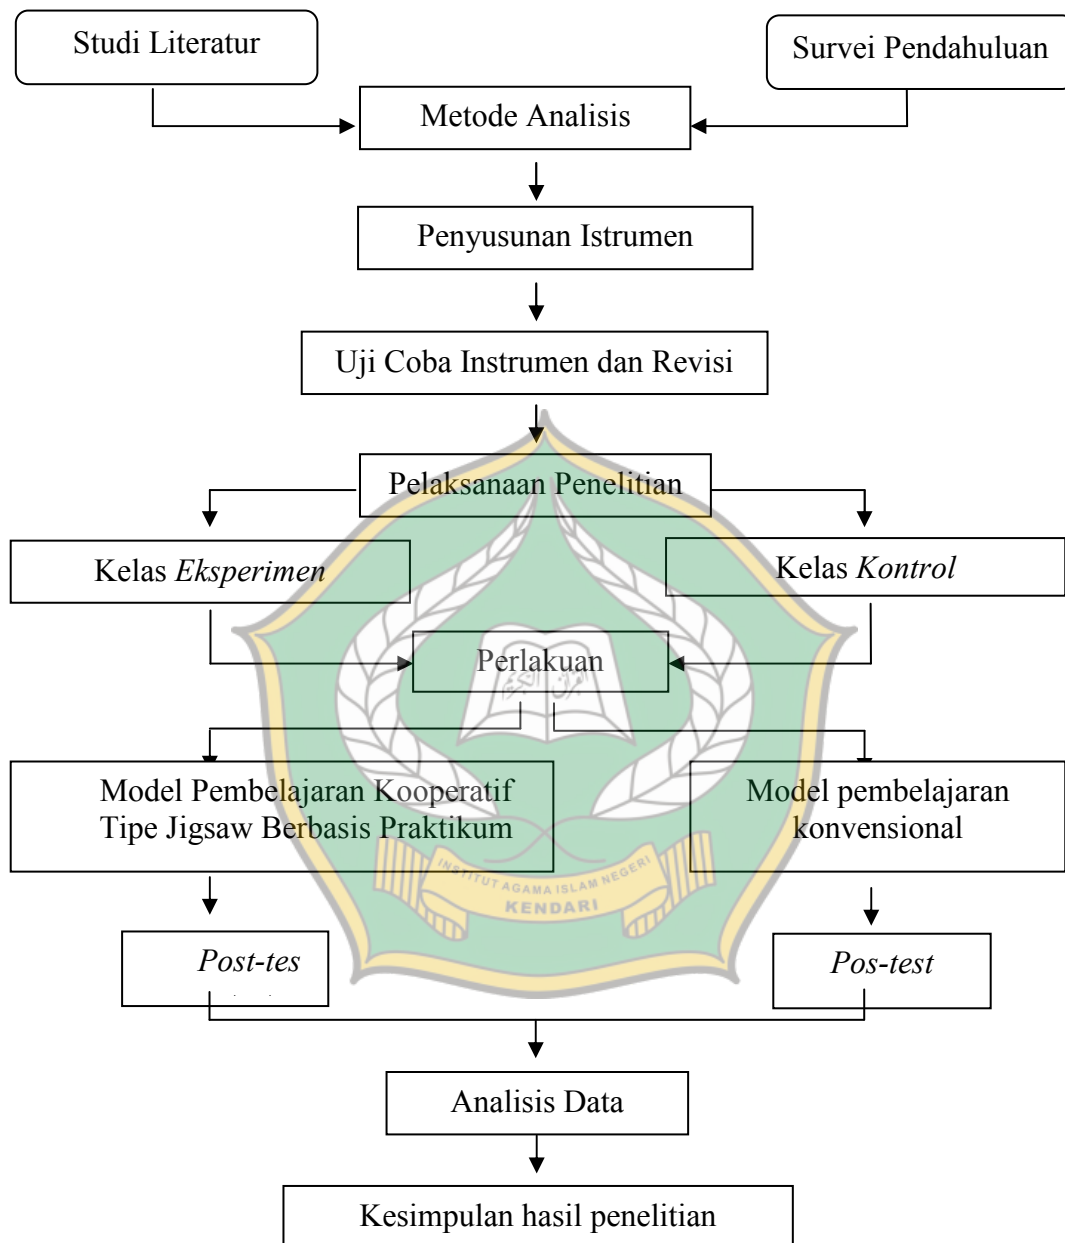 Studi Literatur
Survei Pendahuluan
Metode Analisis
Penyusunan Istrumen
Uji Coba Instrumen dan Revisi
Pelaksanaan Penelitian
Kelas Eksperimen
Kelas Kontrol
Perlakuan
Model Pembelajaran Kooperatif
Tipe Jigsaw Berbasis Praktikum
Model pembelajaran
konvensional
INSTITUT AGAMA ISLAM NEGERI
KENDARI
Post-tes
Pos-test
Analisis Data
Kesimpulan hasil penelitian